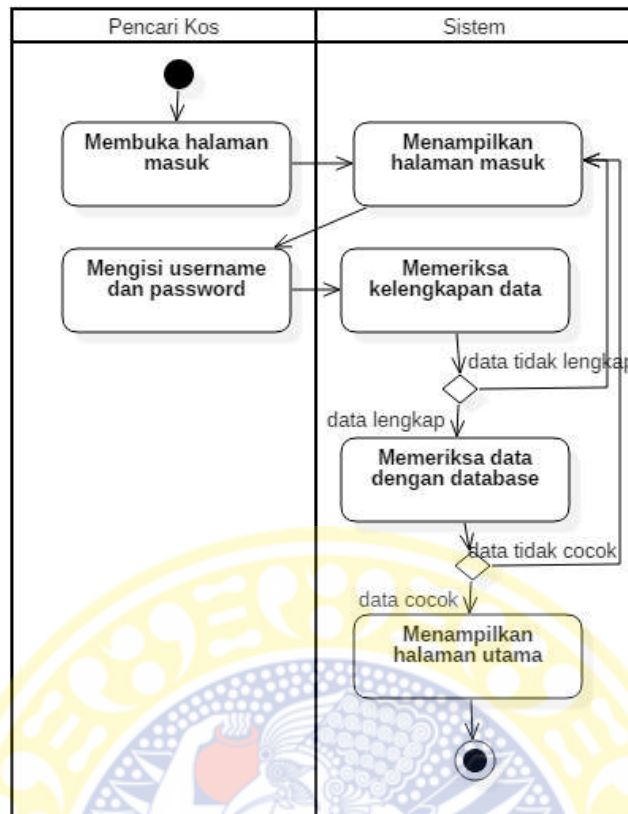 Pencari Kos
Sistem
Membuka halaman
masuk
Menampilkan
halaman masuk
Mengisi username
dan password
Memeriksa
kelengkapan data
data tidak lengkap
data lengkap
Memeriksa data
dengan database
data tidak cocok
data cocok
Menampilkan
halaman utama